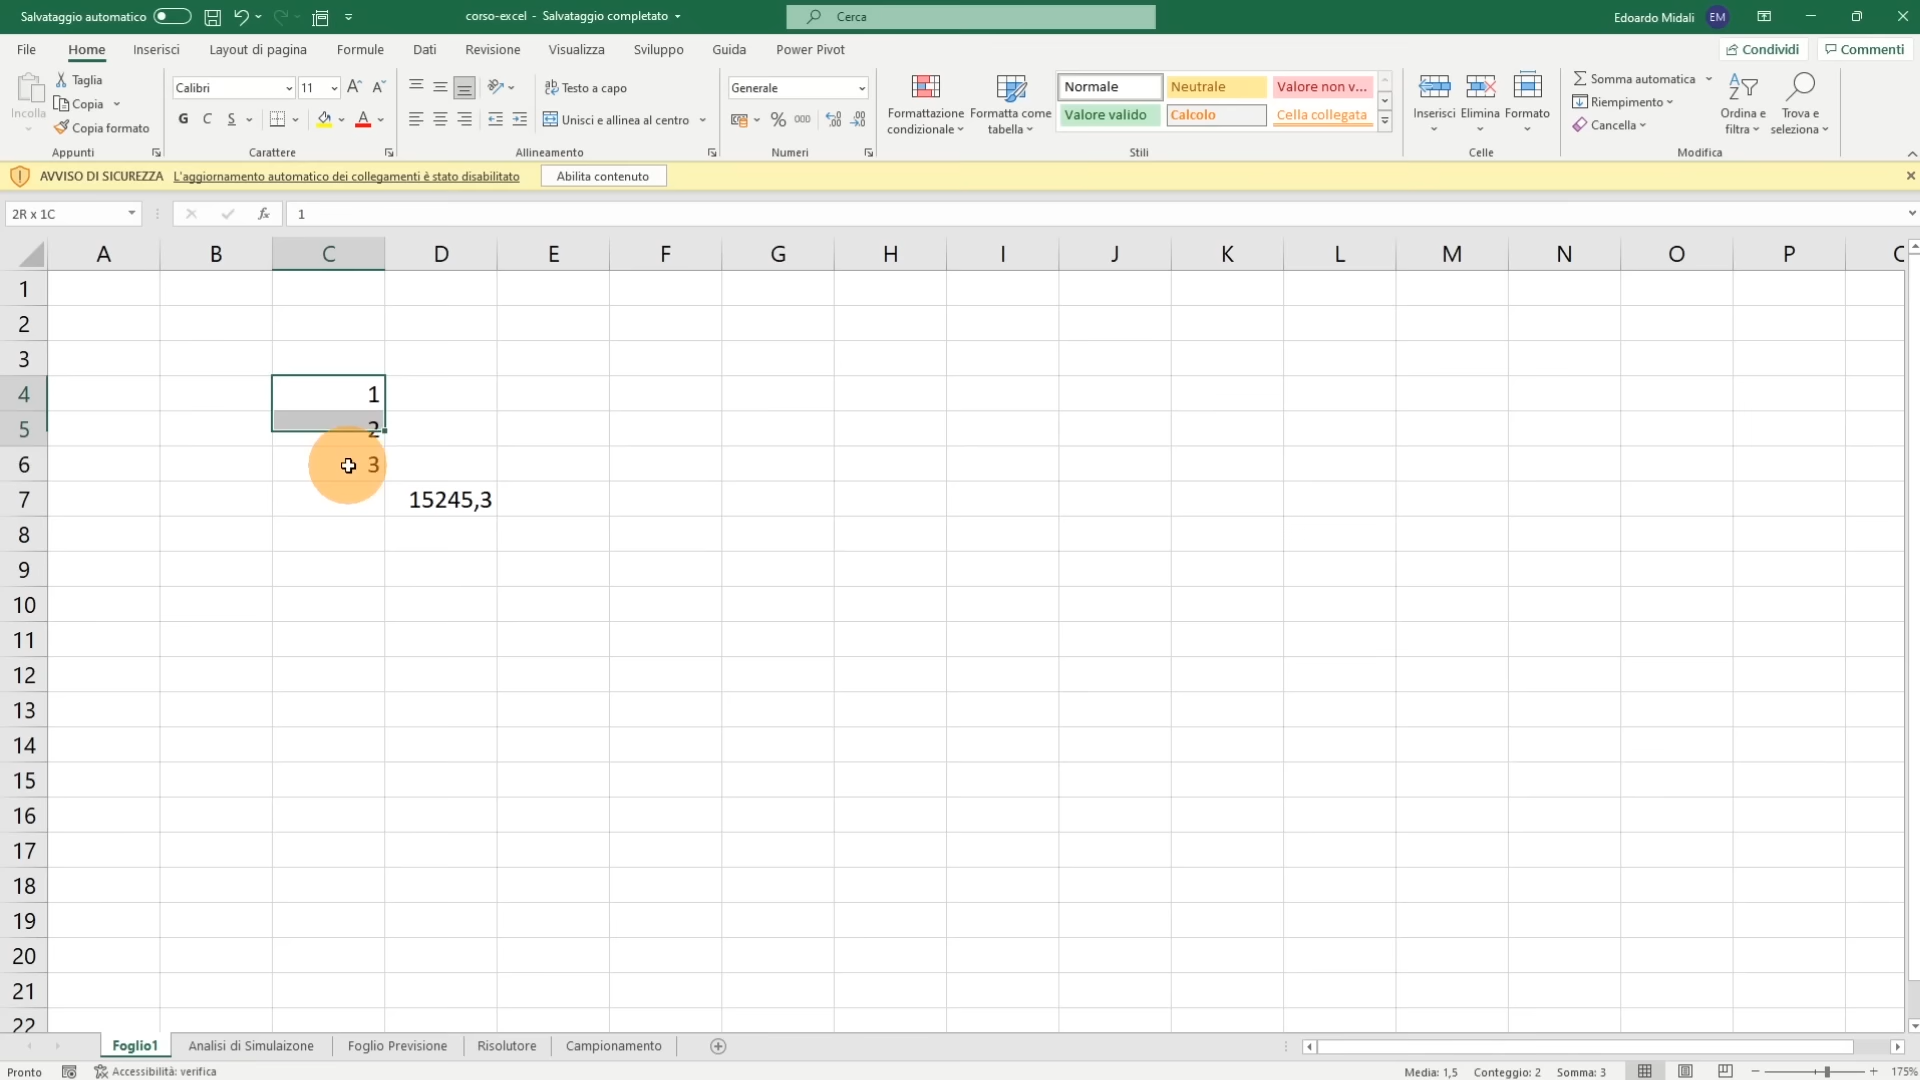 Salvataggio automatico
corso-excel - Salvataggio completato
Cerca
Edoardo Midali EM
File Home Inserisci Layout di pagina Formule Dati Revisione Visualizza Sviluppo Guida Power Pivot Condividi Commenti
Incolla
Taglia
Copia
Copia formato
Appunti
Calibri 11
G C S
Carattere
Testo a capo
Unisci e allinea al centro
Allineamento
Generale
% 000
Numeri
Formattazione condizionale
Formatta come tabella
Normale Neutrale Valore non v...
Valore valido Calcolo Cella collegata
Stili
Inserisci Elimina Formato
Celle
Somma automatica
Riempimento
Cancella
Ordina e filtra
Trova e seleziona
Modifica
AVVISO DI SICUREZZA L'aggiornamento automatico dei collegamenti è stato disabilitato Abilita contenuto
2R x 1C fx 1
A B C D E F G H I J K L M N O P
1
2
3
4 1
5 2
6 3
7 15245,3
8
9
10
11
12
13
14
15
16
17
18
19
20
21
22
Foglio1 Analisi di Simulaizone Foglio Previsione Risolutore Campionamento
Pronto Accessibilità: verifica Media: 1,5 Conteggio: 2 Somma: 3 175%